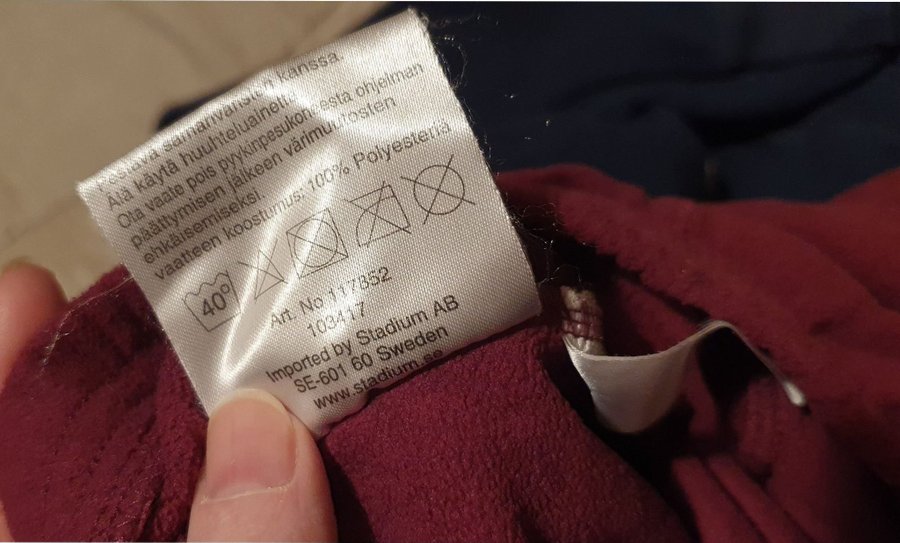 samanväristen kanssa.
Älä käytä huuhteluainetta.
Ota vaate pois pyykinpesukoneesta ohjelman
päättymisen jälkeen värimuutosten
ehkäisemiseksi.
vaatteen koostumus: 100% Polyesteriä
40°
Art. No 117852
103417
Imported by Stadium AB
SE-601 60 Sweden
www.stadium.se